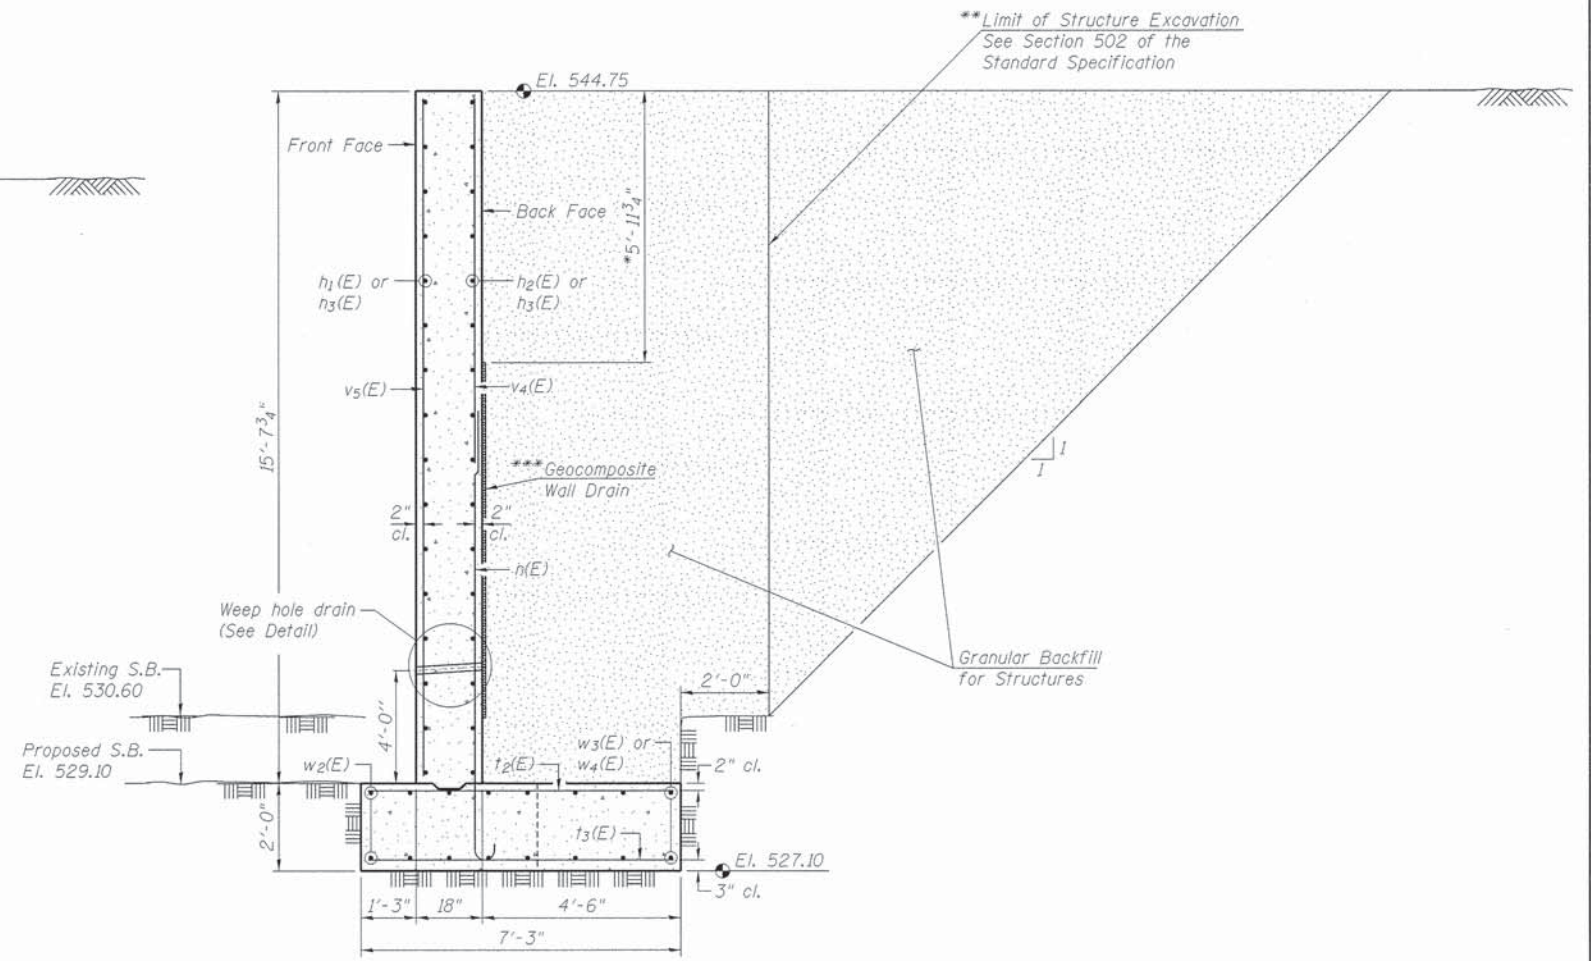 **Limit of Structure Excavation
See Section 502 of the
Standard Specification
El. 544.75
Front Face
Back Face
*5'-11 3/4"
h1(E) or
h3(E)
h2(E) or
h3(E)
v5(E)
v4(E)
15'-7 3/4"
***Geocomposite
Wall Drain
1
1
2"
cl.
2"
cl.
n(E)
Weep hole drain
(See Detail)
Granular Backfill
for Structures
Existing S.B.
El. 530.60
2'-0"
4'-0"
Proposed S.B.
El. 529.10
w2(E)
t2(E)
w3(E) or
w4(E)
2" cl.
2'-0"
t3(E)
El. 527.10
3" cl.
1'-3"
18"
4'-6"
7'-3"